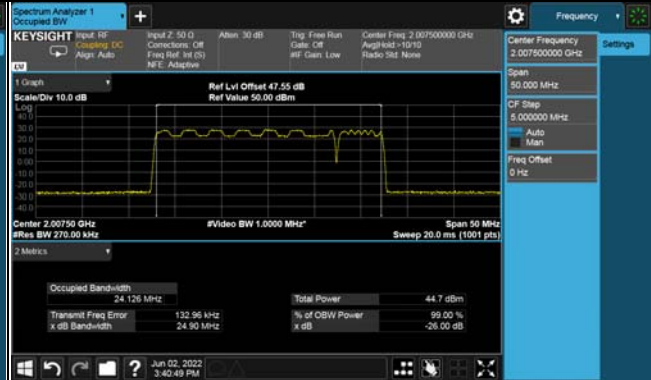 Spectrum Analyzer 1
Occupied BW
Frequency
KEYSIGHT Input: RF
Coupling: DC
Align: Auto
Input Z: 50 Ω
Corrections: Off
Freq Ref: Int (S)
NFE: Adaptive
Atten: 30 dB
Trig: Free Run
Gate: Off
#IF Gain: Low
Center Freq: 2.007500000 GHz
Avg|Hold:>10/10
Radio Std: None
Center Frequency
2.007500000 GHz
Settings
Span
50.000 MHz
CF Step
5.000000 MHz
Auto
Man
Freq Offset
0 Hz
1 Graph
Scale/Div 10.0 dB
Ref Lvl Offset 47.55 dB
Ref Value 50.00 dBm
Log
40.0
30.0
20.0
10.0
0.00
-10.0
-20.0
-30.0
-40.0
Center 2.00750 GHz
#Res BW 270.00 kHz
#Video BW 1.0000 MHz*
Span 50 MHz
Sweep 20.0 ms (1001 pts)
2 Metrics
Occupied Bandwidth
24.126 MHz
Total Power 44.7 dBm
Transmit Freq Error 132.96 kHz
% of OBW Power 99.00 %
x dB Bandwidth 24.90 MHz
x dB -26.00 dB
Jun 02, 2022
3:40:49 PM